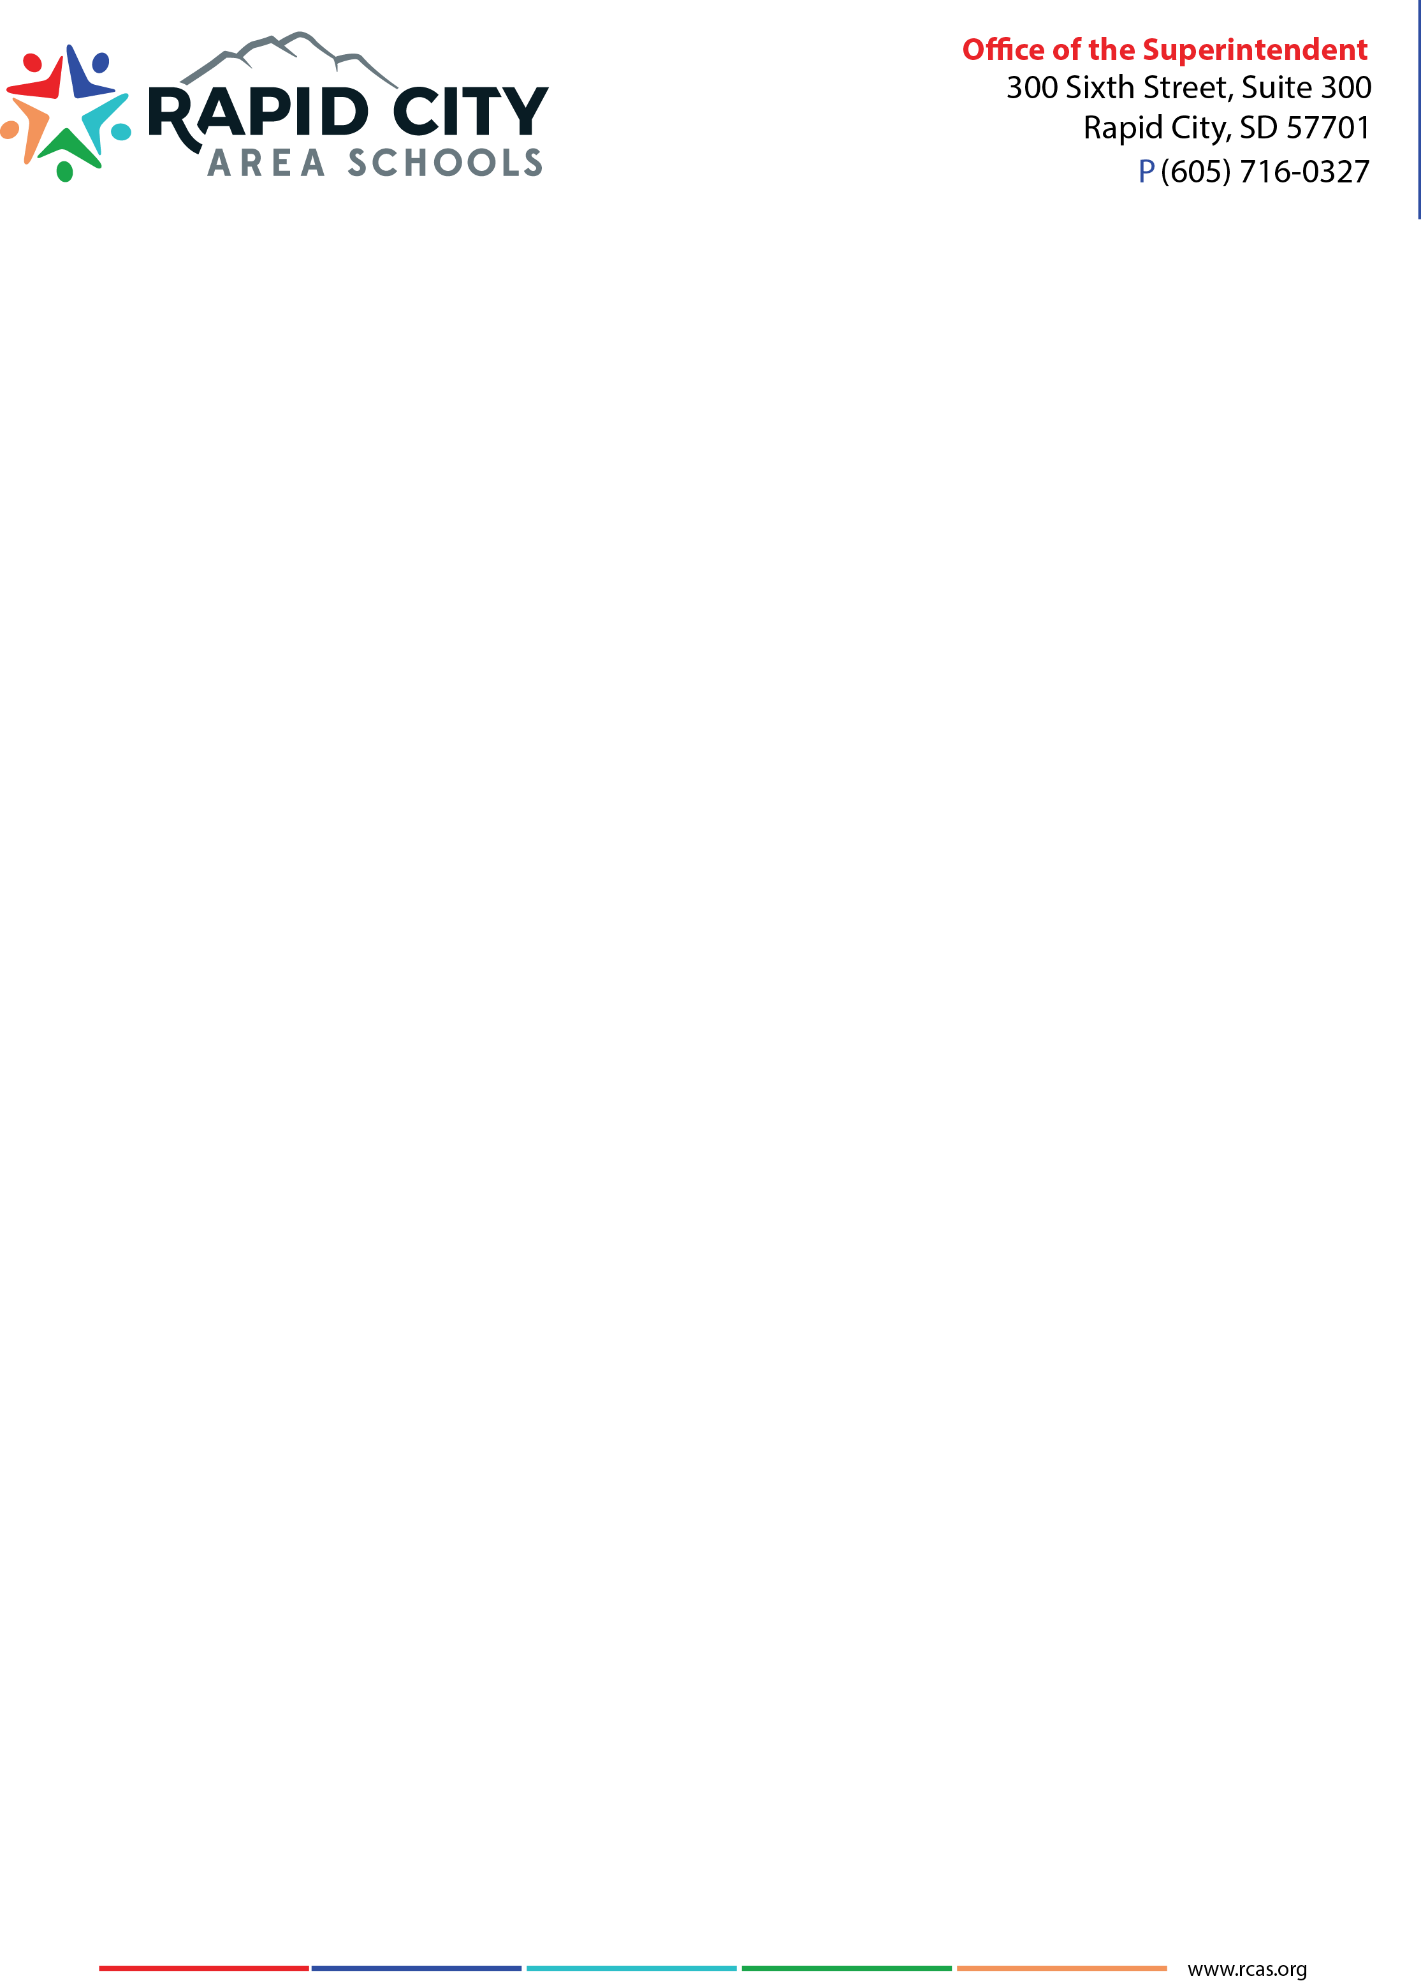 RAPID CITY
AREA SCHOOLS
Office of the Superintendent
300 Sixth Street, Suite 300
Rapid City, SD 57701
P (605) 716-0327
www.rcas.org